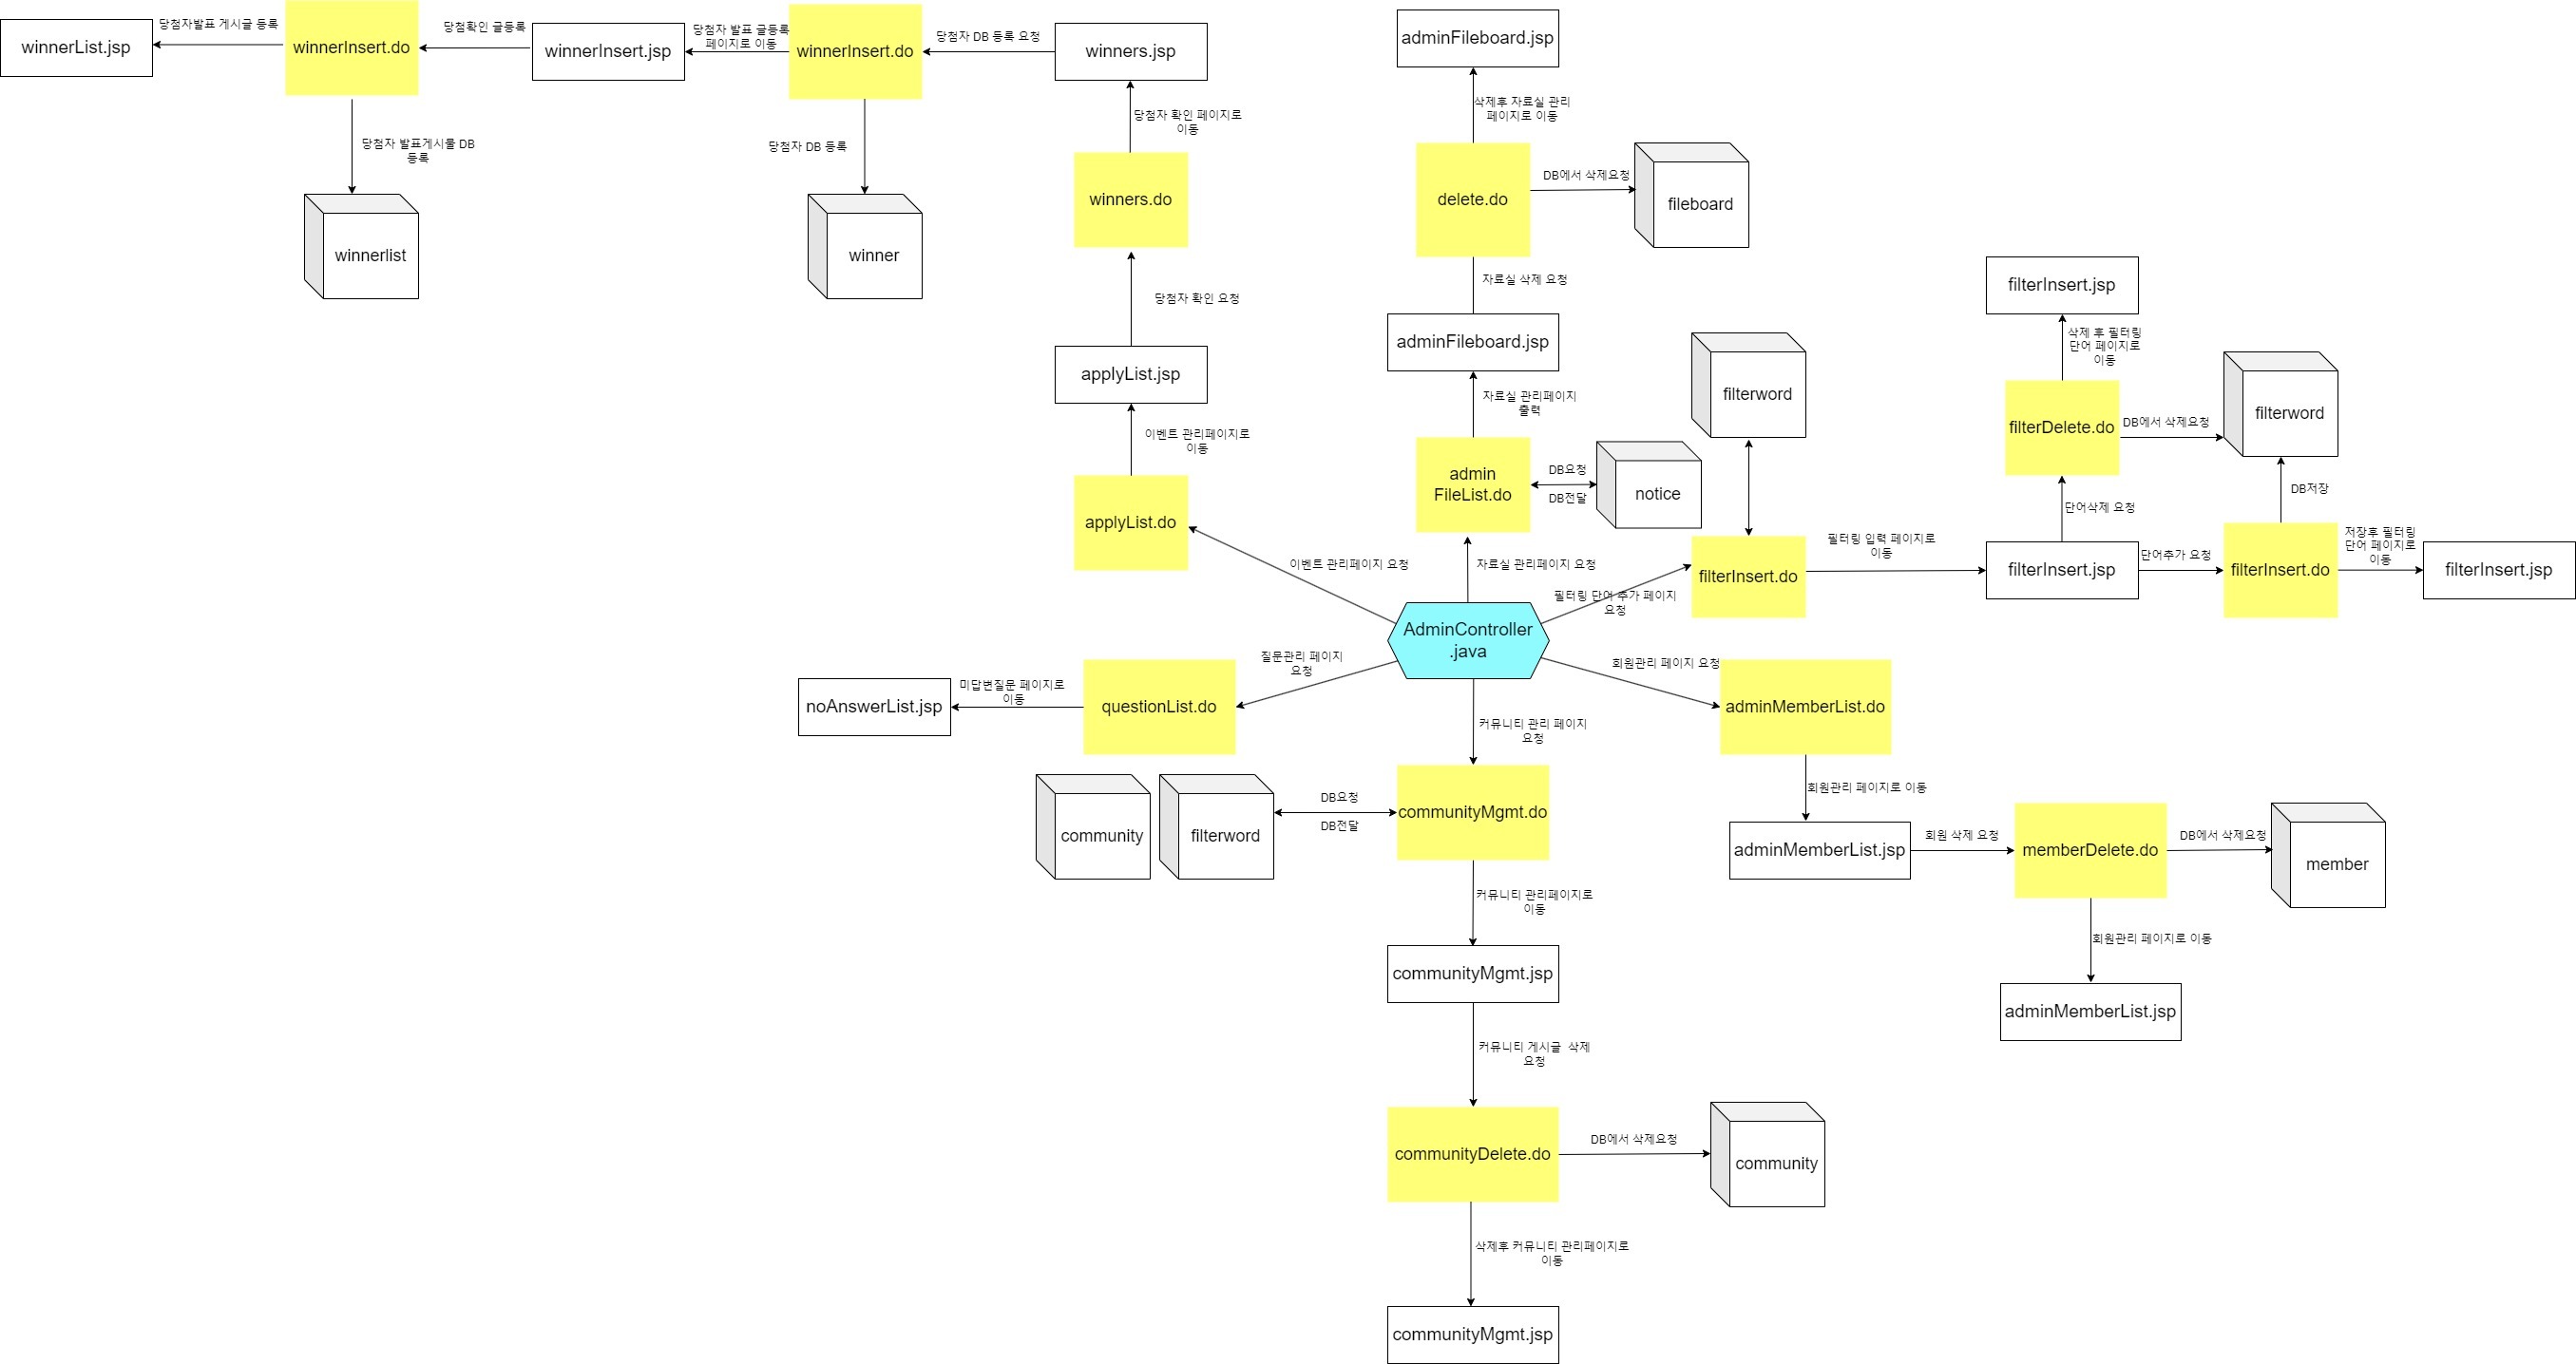 당첨자발표 게시글 등록
winnerList.jsp
winnerInsert.do
당첨확인 글등록
winnerInsert.jsp
당첨자 발표 글등록
페이지로 이동
winnerInsert.do
당첨자 DB 등록 요청
winners.jsp
당첨자 발표게시물 DB
등록
winnerlist
당첨자 DB 등록
winner
당첨자 확인 페이지로
이동
winners.do
당첨자 확인 요청
applyList.jsp
이벤트 관리페이지로
이동
applyList.do
이벤트 관리페이지 요청
adminFileboard.jsp
삭제후 자료실 관리
페이지로 이동
delete.do
DB에서 삭제요청
fileboard
자료실 삭제 요청
adminFileboard.jsp
자료실 관리페이지
출력
admin
FileList.do
DB요청
DB전달
notice
자료실 관리페이지 요청
filterword
filterInsert.do
필터링 단어 추가 페이지
요청
필터링 입력 페이지로
이동
filterInsert.jsp
삭제 후 필터링
단어 페이지로
이동
filterDelete.do
DB에서 삭제요청
filterword
단어삭제 요청
DB저장
filterInsert.jsp
단어추가 요청
filterInsert.do
저장후 필터링
단어 페이지로
이동
filterInsert.jsp
AdminController
.java
질문관리 페이지
요청
questionList.do
미답변질문 페이지로
이동
noAnswerList.jsp
회원관리 페이지 요청
adminMemberList.do
회원관리 페이지로 이동
adminMemberList.jsp
회원 삭제 요청
memberDelete.do
DB에서 삭제요청
member
회원관리 페이지로 이동
adminMemberList.jsp
커뮤니티 관리 페이지
요청
communityMgmt.do
DB요청
DB전달
community
filterword
커뮤니티 관리페이지로
이동
communityMgmt.jsp
커뮤니티 게시글  삭제
요청
communityDelete.do
DB에서 삭제요청
community
삭제후 커뮤니티 관리페이지로
이동
communityMgmt.jsp